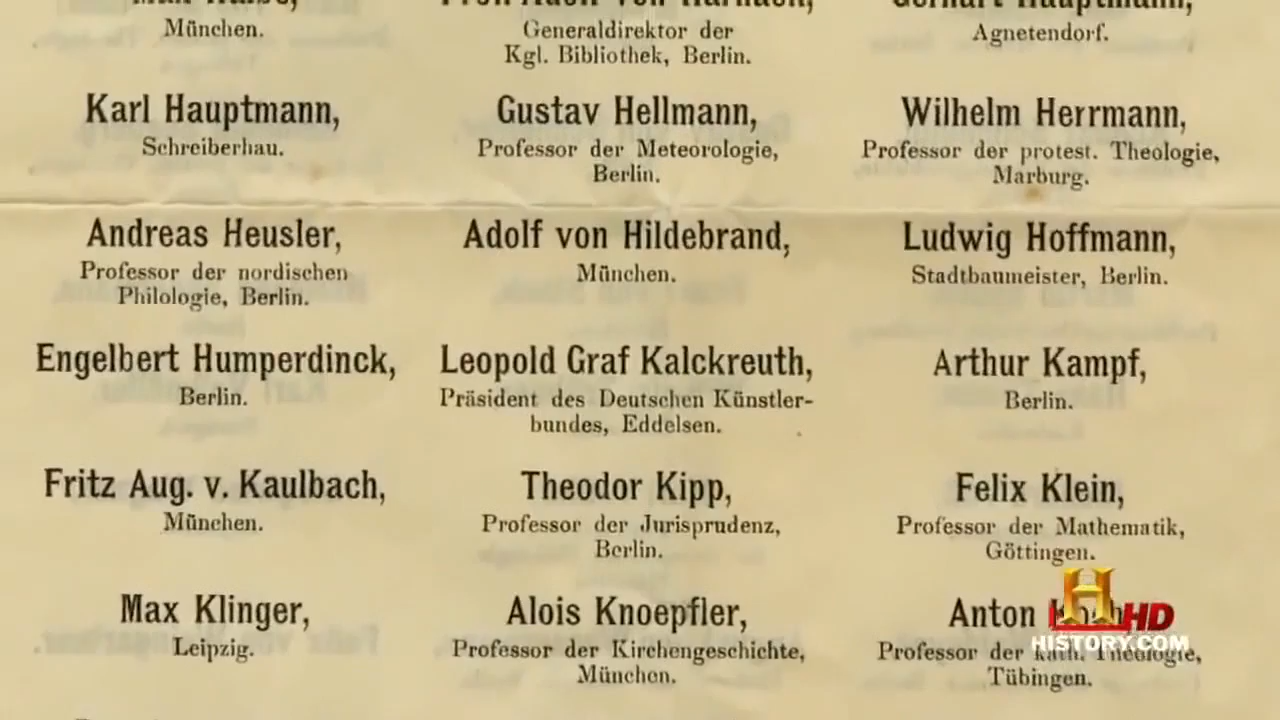 München.
Generaldirektor der
Kgl. Bibliothek, Berlin.
Agnetendorf.
Karl Hauptmann,
Schreiberhau.
Gustav Hellmann,
Professor der Meteorologie,
Berlin.
Wilhelm Herrmann,
Professor der protest. Theologie,
Marburg.
Andreas Heusler,
Professor der nordischen
Philologie, Berlin.
Adolf von Hildebrand,
München.
Ludwig Hoffmann,
Stadtbaumeister, Berlin.
Engelbert Humperdinck,
Berlin.
Leopold Graf Kalckreuth,
Präsident des Deutschen Künstler-
bundes, Eddelsen.
Arthur Kampf,
Berlin.
Fritz Aug. v. Kaulbach,
München.
Theodor Kipp,
Professor der Jurisprudenz,
Berlin.
Felix Klein,
Professor der Mathematik,
Göttingen.
Max Klinger,
Leipzig.
Alois Knoepfler,
Professor der Kirchengeschichte,
München.
Anton
Professor der kath. Theologie,
Tübingen.
H HD
HISTORY.COM